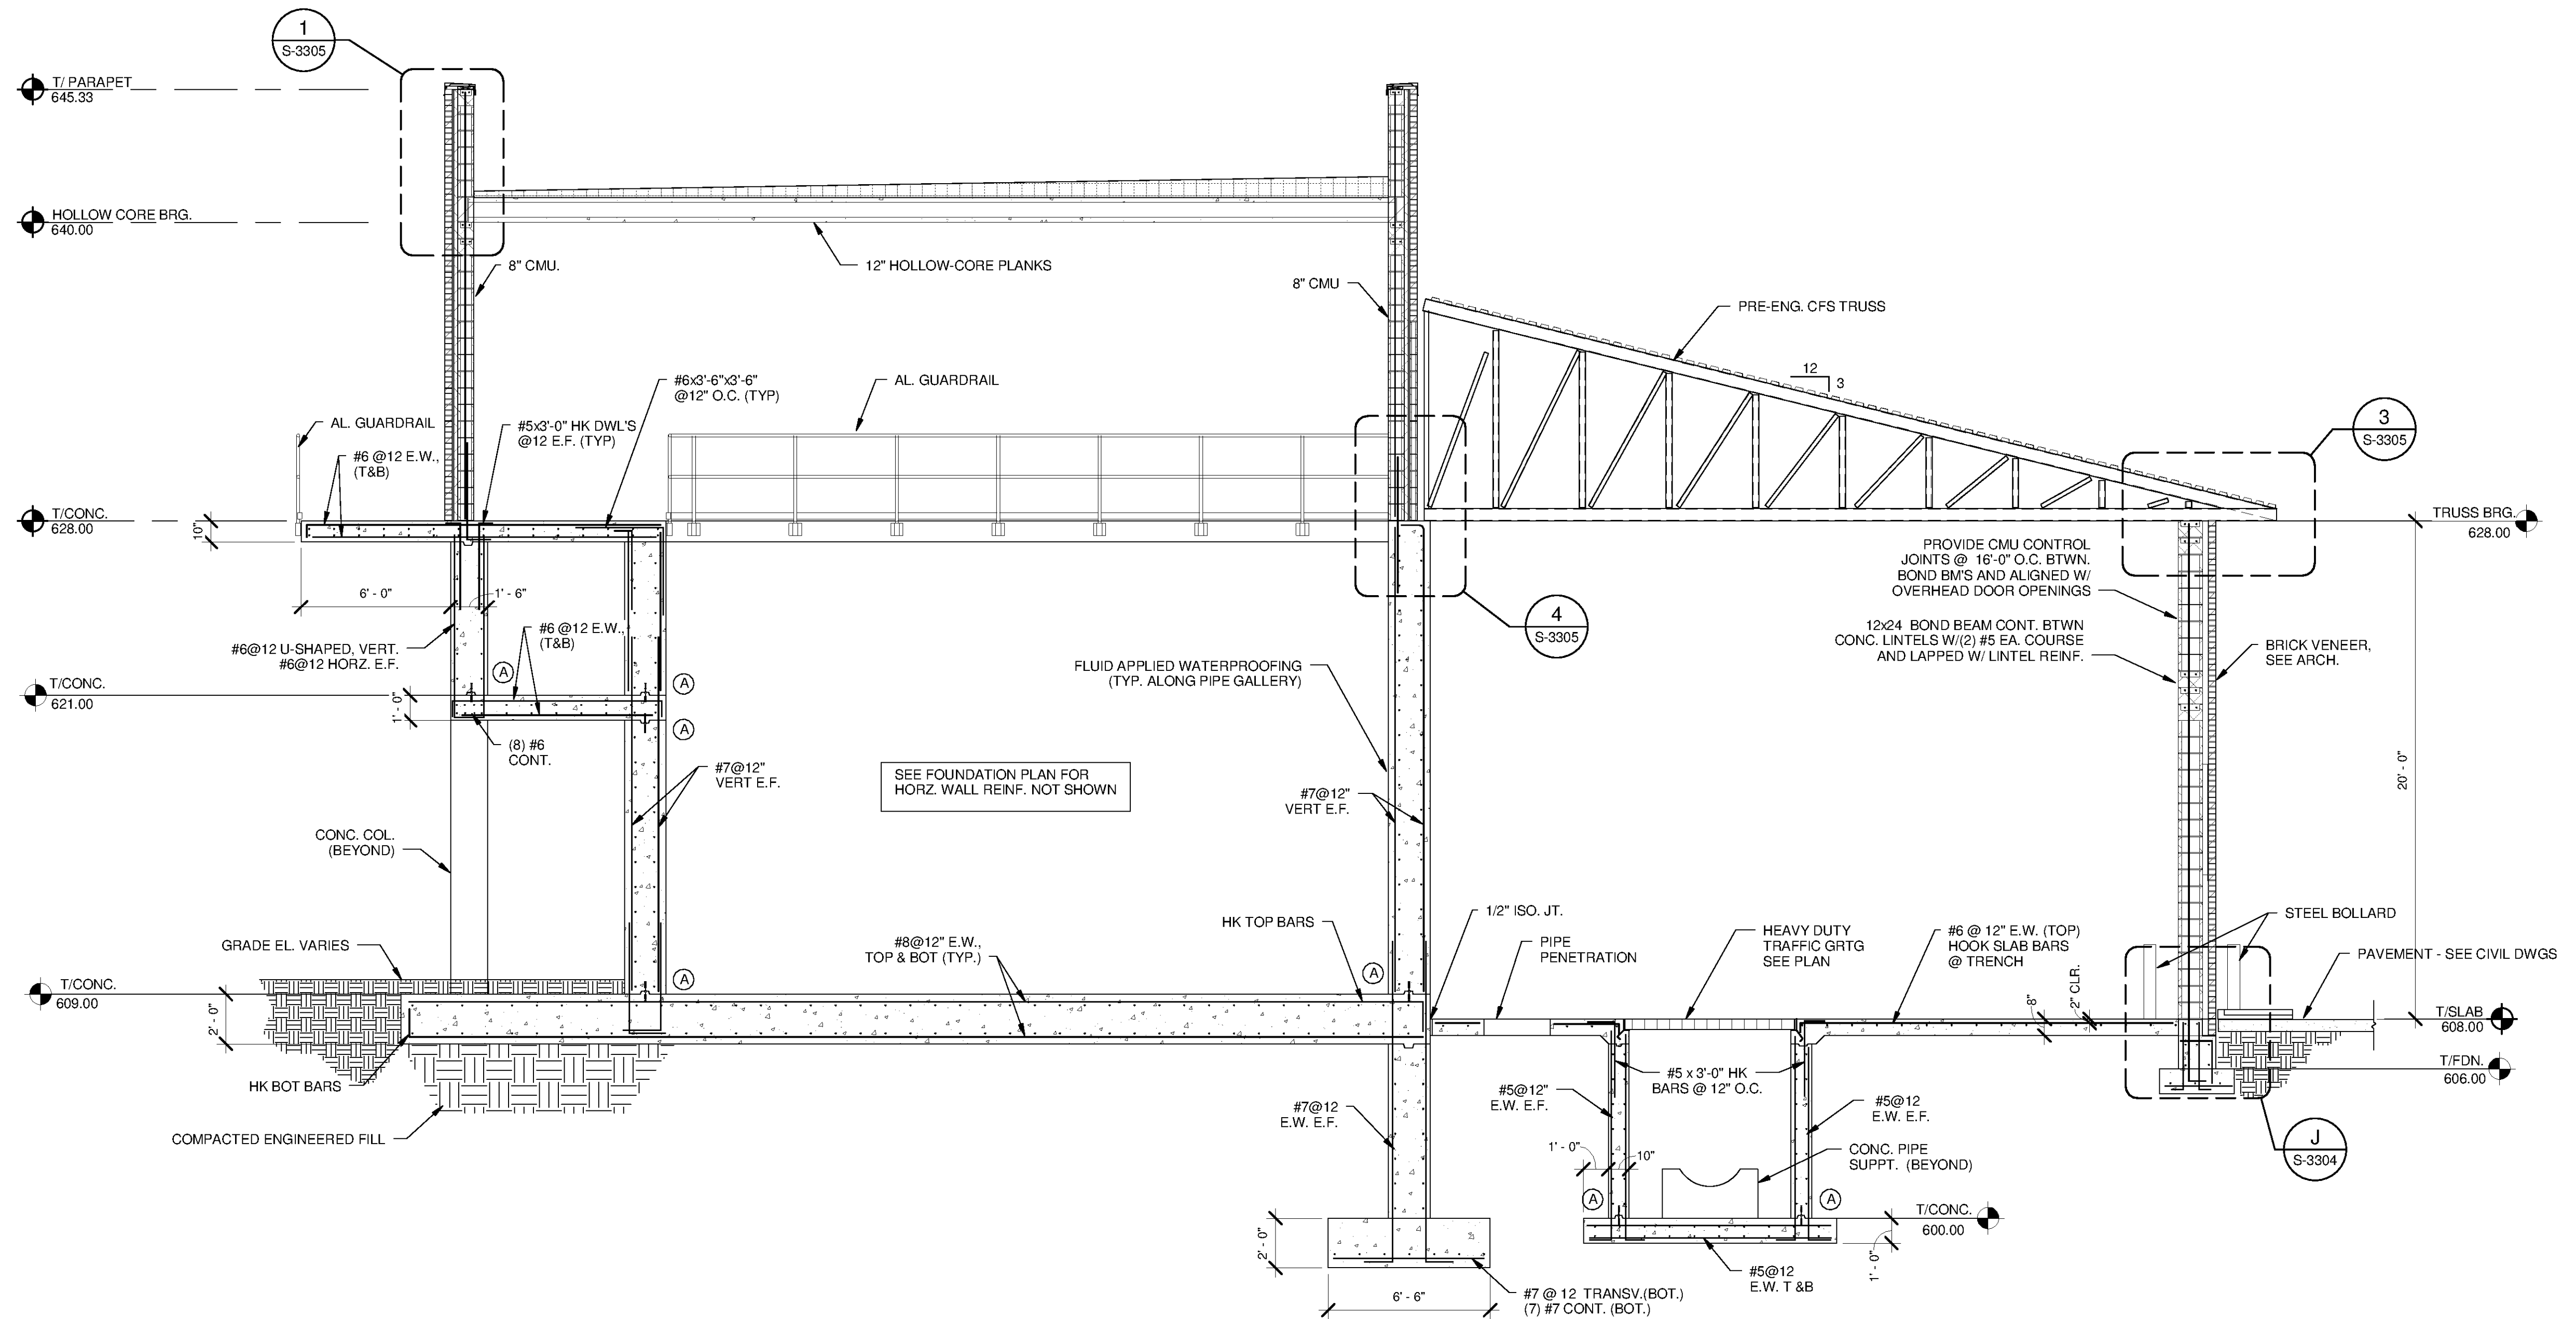 1
S-3305
T/ PARAPET
645.33
HOLLOW CORE BRG.
640.00
8" CMU.
12" HOLLOW-CORE PLANKS
8" CMU
PRE-ENG. CFS TRUSS
12
3
#6x3'-6"x3'-6"
@12" O.C. (TYP)
AL. GUARDRAIL
AL. GUARDRAIL
#5x3'-0" HK DWL'S
@12 E.F. (TYP)
#6 @12 E.W.,
(T&B)
3
S-3305
T/CONC.
628.00
10"
TRUSS BRG.
628.00
PROVIDE CMU CONTROL
JOINTS @ 16'-0" O.C. BTWN.
BOND BM'S AND ALIGNED W/
OVERHEAD DOOR OPENINGS
6' - 0"
1' - 6"
4
S-3305
#6@12 U-SHAPED, VERT.
#6@12 HORZ. E.F.
#6 @12 E.W.,
(T&B)
12x24 BOND BEAM CONT. BTWN
CONC. LINTELS W/(2) #5 EA. COURSE
AND LAPPED W/ LINTEL REINF.
BRICK VENEER,
SEE ARCH.
FLUID APPLIED WATERPROOFING
(TYP. ALONG PIPE GALLERY)
A
A
T/CONC.
621.00
1' - 0"
A
(8) #6
CONT.
#7@12"
VERT E.F.
SEE FOUNDATION PLAN FOR
HORZ. WALL REINF. NOT SHOWN
#7@12"
VERT E.F.
20' - 0"
CONC. COL.
(BEYOND)
GRADE EL. VARIES
#8@12" E.W.,
TOP & BOT (TYP.)
HK TOP BARS
1/2" ISO. JT.
PIPE
PENETRATION
HEAVY DUTY
TRAFFIC GRTG
SEE PLAN
#6 @ 12" E.W. (TOP)
HOOK SLAB BARS
@ TRENCH
STEEL BOLLARD
PAVEMENT - SEE CIVIL DWGS
A
A
T/CONC.
609.00
2' - 0"
8"
2" CLR.
T/SLAB
608.00
T/FDN.
606.00
HK BOT BARS
COMPACTED ENGINEERED FILL
#7@12
E.W. E.F.
#5@12"
E.W. E.F.
#5 x 3'-0" HK
BARS @ 12" O.C.
#5@12
E.W. E.F.
1' - 0"
10"
CONC. PIPE
SUPPT. (BEYOND)
J
S-3304
A
A
T/CONC.
600.00
2' - 0"
1' - 0"
6' - 6"
#7 @ 12 TRANSV.(BOT.)
(7) #7 CONT. (BOT.)
#5@12
E.W. T &B